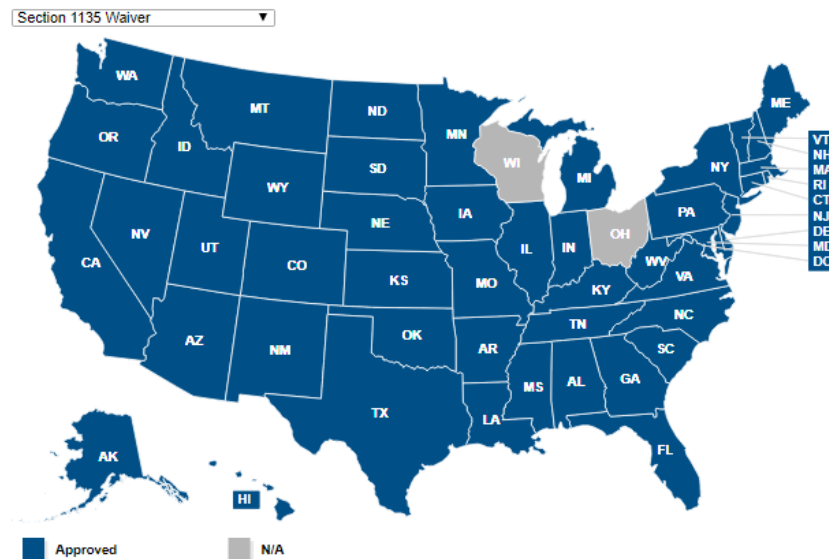 Section 1135 Waiver
WA
MT
ND
MN
ME
OR
ID
SD
WI
MI
NY
VT
NH
MA
RI
CT
NJ
DE
MD
DC
WY
IA
PA
NE
NV
UT
CO
IL
IN
OH
WV
VA
CA
KS
MO
KY
AZ
NM
OK
AR
TN
NC
SC
MS
AL
GA
TX
LA
FL
AK
HI
Approved
N/A